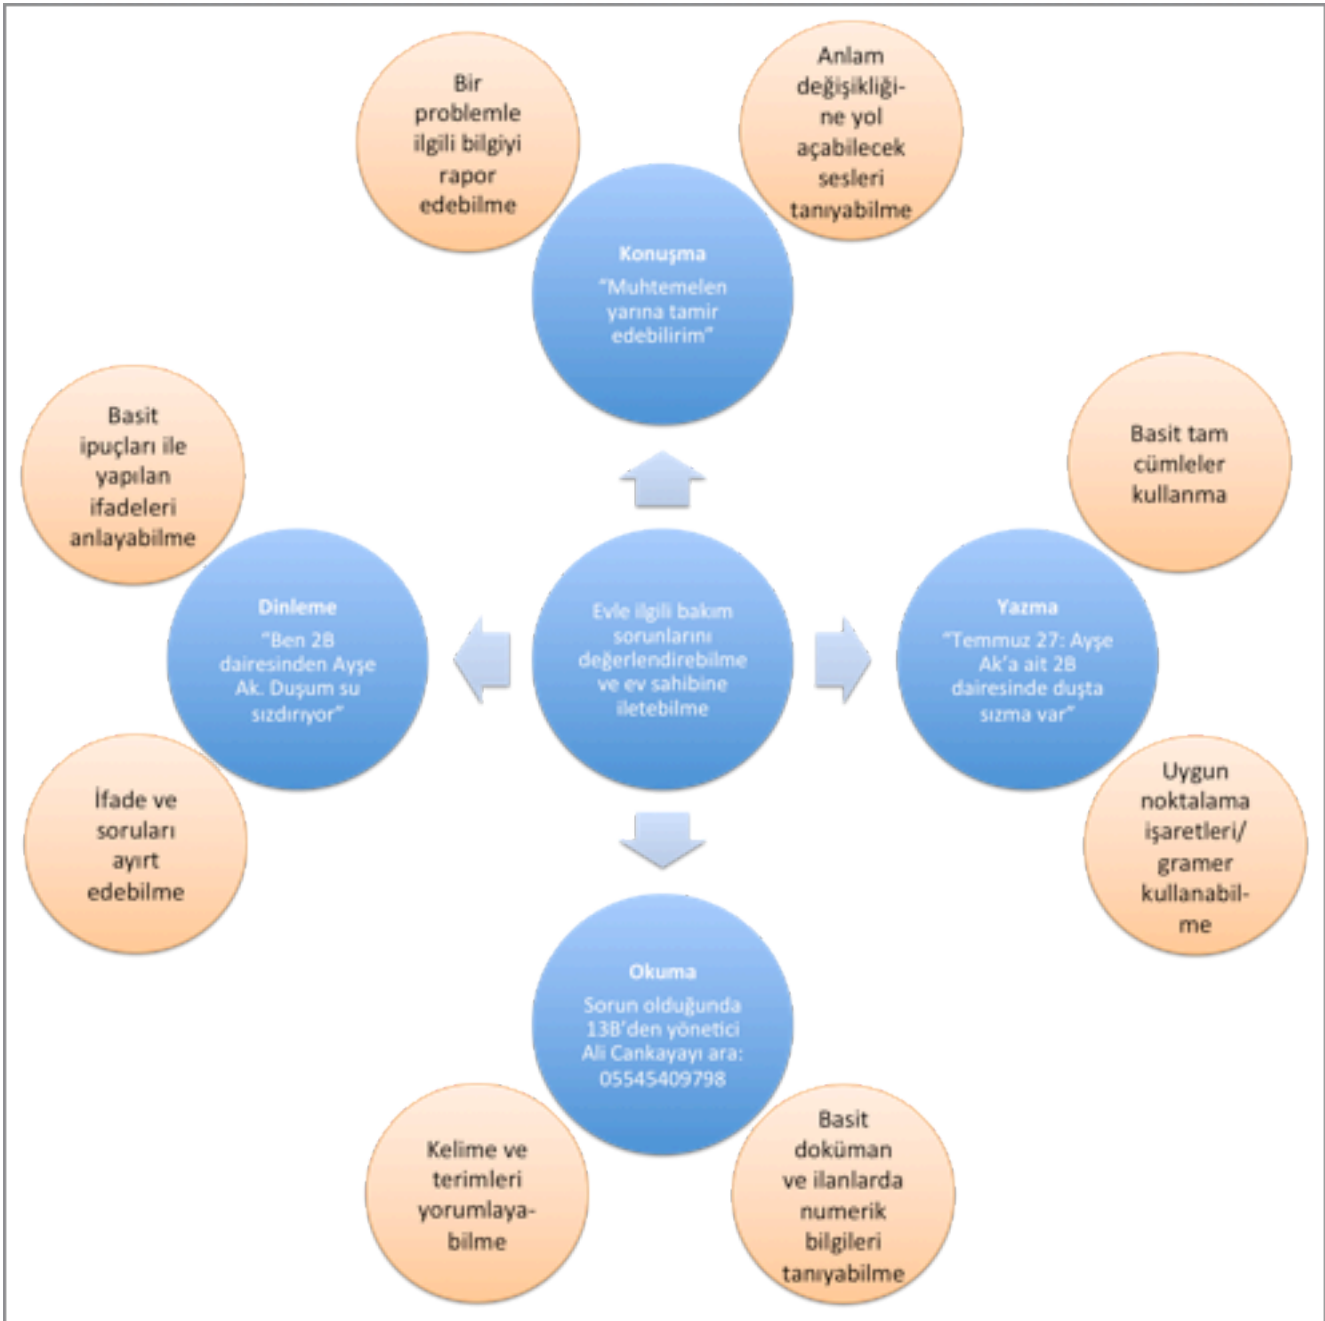 Bir
problemle
ilgili bilgiyi
rapor
edebilme
Anlam
değişikliği-
ne yol
açabilecek
sesleri
tanıyabilme
Konuşma
“Muhtemelen
yarına tamir
edebilirim”
Basit
ipuçları ile
yapılan
ifadeleri
anlayabilme
Basit tam
cümleler
kullanma
Dinleme
“Ben 2B
dairesinden Ayşe
Ak. Duşum su
sızdırıyor”
Evle ilgili bakım
sorunlarını
değerlendirebilme
ve ev sahibine
iletebilme
Yazma
“Temmuz 27: Ayşe
Ak’a ait 2B
dairesinde duşta
sızma var”
İfade ve
soruları
ayırt
edebilme
Uygun
noktalama
işaretleri/
gramer
kullanabil-
me
Okuma
Sorun olduğunda
13B’den yönetici
Ali Cankayayı ara:
05545409798
Kelime ve
terimleri
yorumlaya-
bilme
Basit
doküman
ve ilanlarda
numerik
bilgileri
tanıyabilme